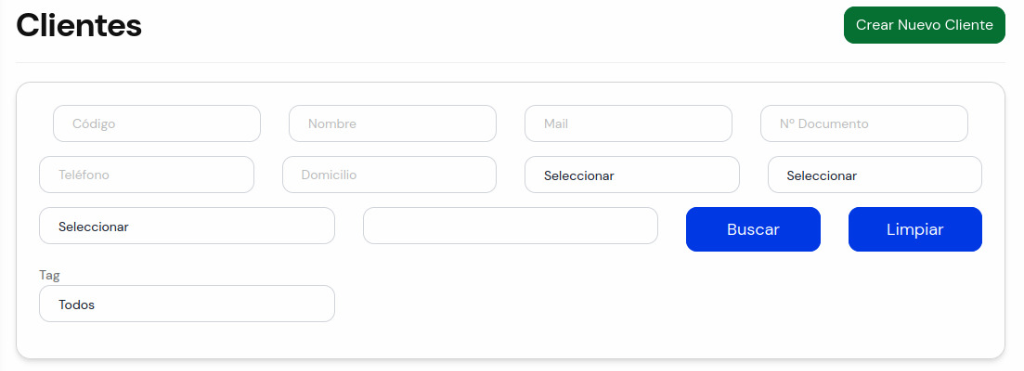 Clientes
Crear Nuevo Cliente
Código
Nombre
Mail
Nº Documento
Teléfono
Domicilio
Seleccionar
Seleccionar
Seleccionar
Buscar
Limpiar
Tag
Todos